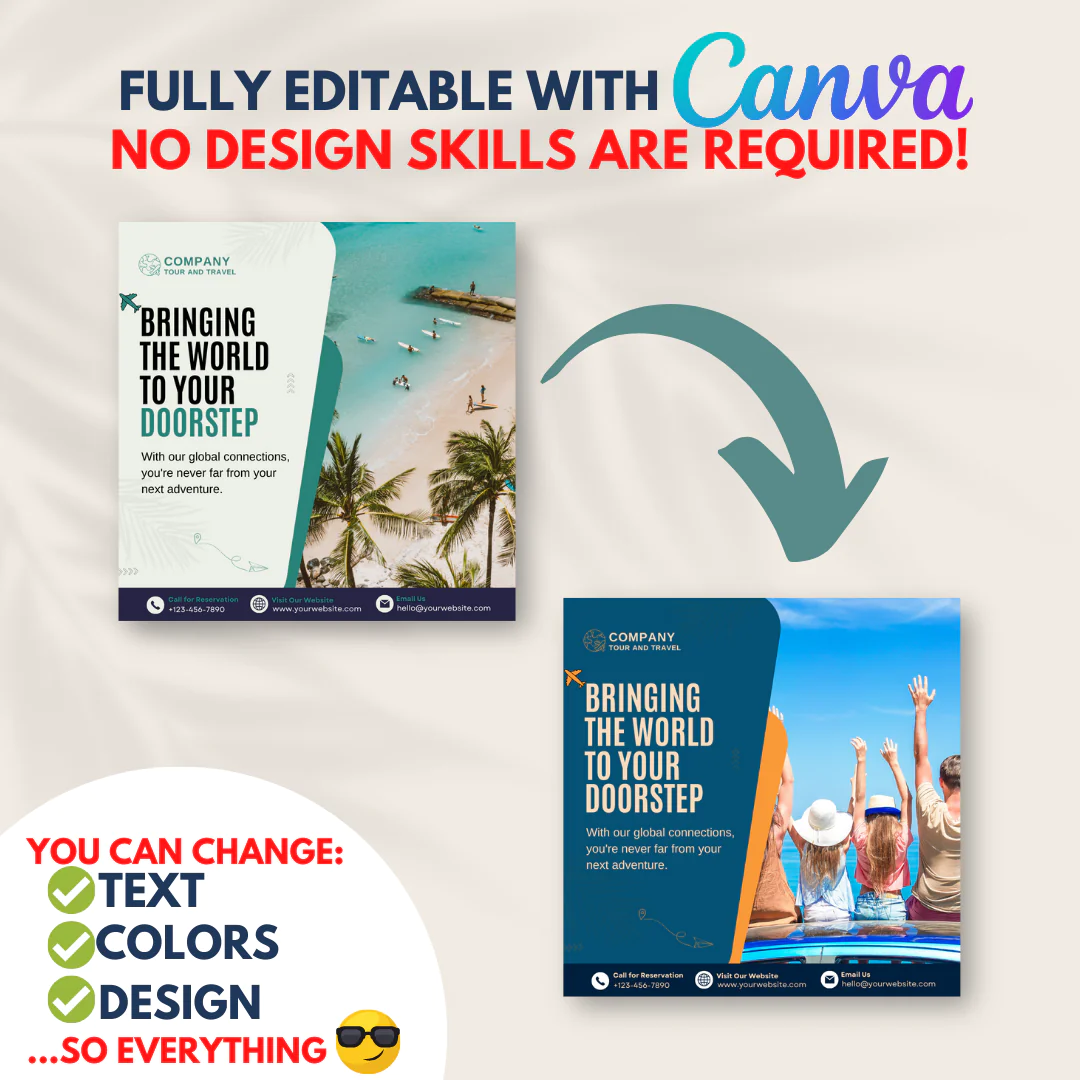 FULLY EDITABLE WITH Canva
NO DESIGN SKILLS ARE REQUIRED!
COMPANY
TOUR AND TRAVEL
BRINGING
THE WORLD
TO YOUR
DOORSTEP
With our global connections,
you're never far from your
next adventure.
Call for Reservation
+123-456-7890
Visit Our Website
www.yourwebsite.com
Email Us
hello@yourwebsite.com
COMPANY
TOUR AND TRAVEL
BRINGING
THE WORLD
TO YOUR
DOORSTEP
With our global connections,
you're never far from your
next adventure.
Call for Reservation
+123-456-7890
Visit Our Website
www.yourwebsite.com
Email Us
hello@yourwebsite.com
YOU CAN CHANGE:
TEXT
COLORS
DESIGN
...SO EVERYTHING